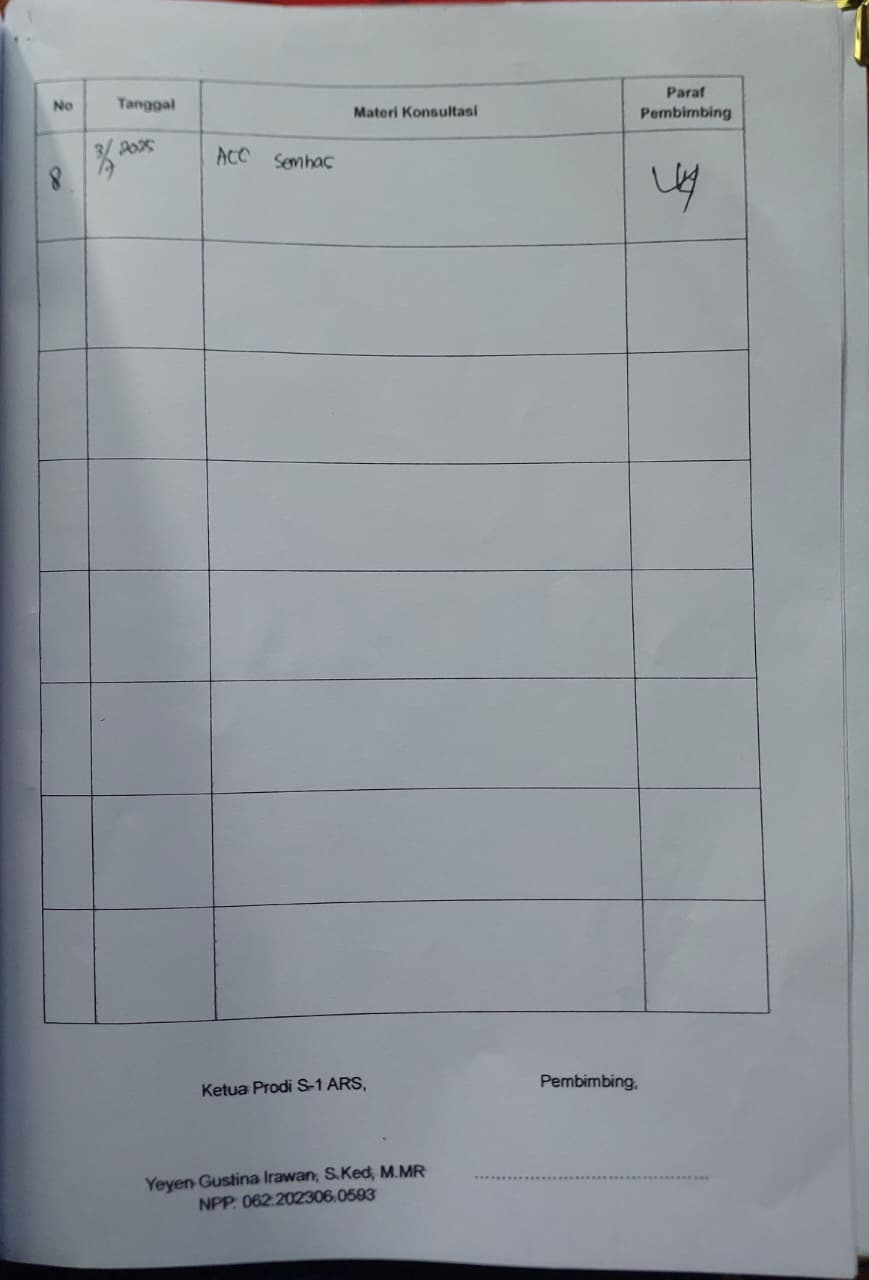 No Tanggal Materi Konsultasi Paraf Pembimbing
8 3/7 2025 ACC Semhas
Ketua Prodi S-1 ARS,
Pembimbing,
Yeyen Gustina Irawan, S.Ked, M.MR
NPP. 062.202306.0593